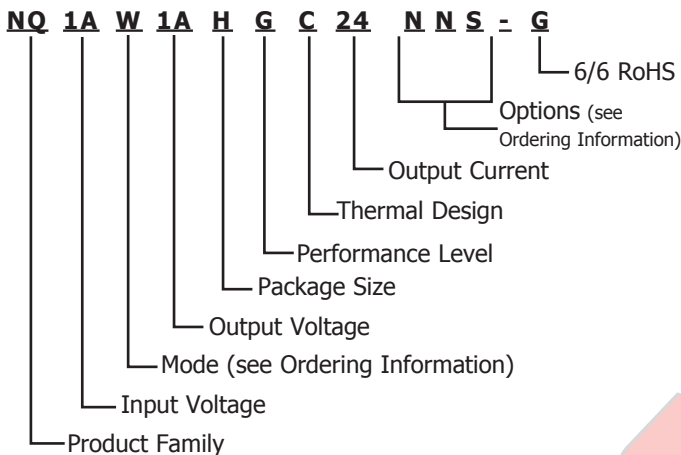 NQ 1A W 1A H G C 24 N N S - G
6/6 RoHS
Options (see
Ordering Information)
Output Current
Thermal Design
Performance Level
Package Size
Output Voltage
Mode (see Ordering Information)
Input Voltage
Product Family